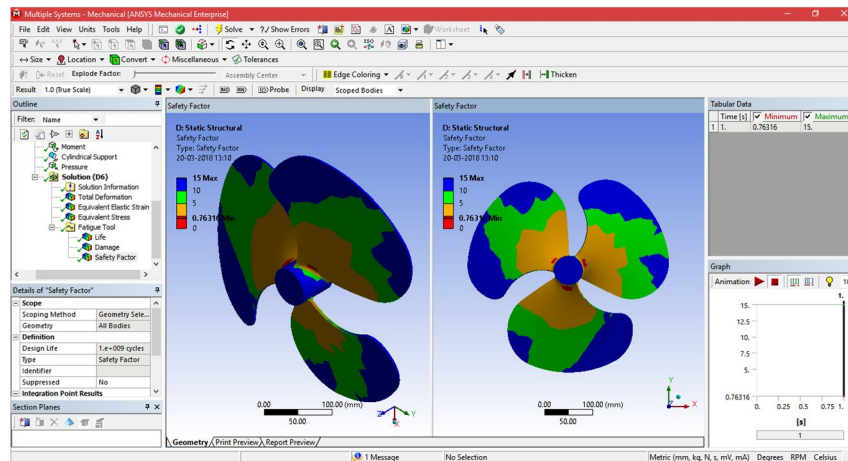 Multiple Systems - Mechanical [ANSYS Mechanical Enterprise]
File Edit View Units Tools Help Solve ?/ Show Errors Worksheet
Size Location Convert Miscellaneous Tolerances
Reset Explode Factor: Assembly Center Edge Coloring Thicken
Result 1.0 (True Scale) Probe Display Scoped Bodies
Outline
Filter: Name
Moment
Cylindrical Support
Pressure
Solution (D6)
Solution Information
Total Deformation
Equivalent Elastic Strain
Equivalent Stress
Fatigue Tool
Life
Damage
Safety Factor
Details of "Safety Factor"
Scope
Scoping Method Geometry Sele...
Geometry All Bodies
Definition
Design Life 1.e+009 cycles
Type Safety Factor
Identifier
Suppressed No
Integration Point Results
Section Planes
Safety Factor
D: Static Structural
Safety Factor
Type: Safety Factor
20-03-2018 13:10
15 Max
10
5
0.76316 Min
0
0.00 100.00 (mm)
50.00
Z Y X
Safety Factor
D: Static Structural
Safety Factor
Type: Safety Factor
20-03-2018 13:10
15 Max
10
5
0.76316 Min
0
0.00 100.00 (mm)
50.00
Y
Z X
Geometry Print Preview Report Preview
Tabular Data
Time [s] Minimum Maximum
1 1. 0.76316 15.
Graph
Animation
1.
15.
12.5
10.
7.5
5.
0.76316
0. 0.25 0.5 0.75 1.
[s]
1
1 Message No Selection Metric (mm, kg, N, s, mV, mA) Degrees RPM Celsius